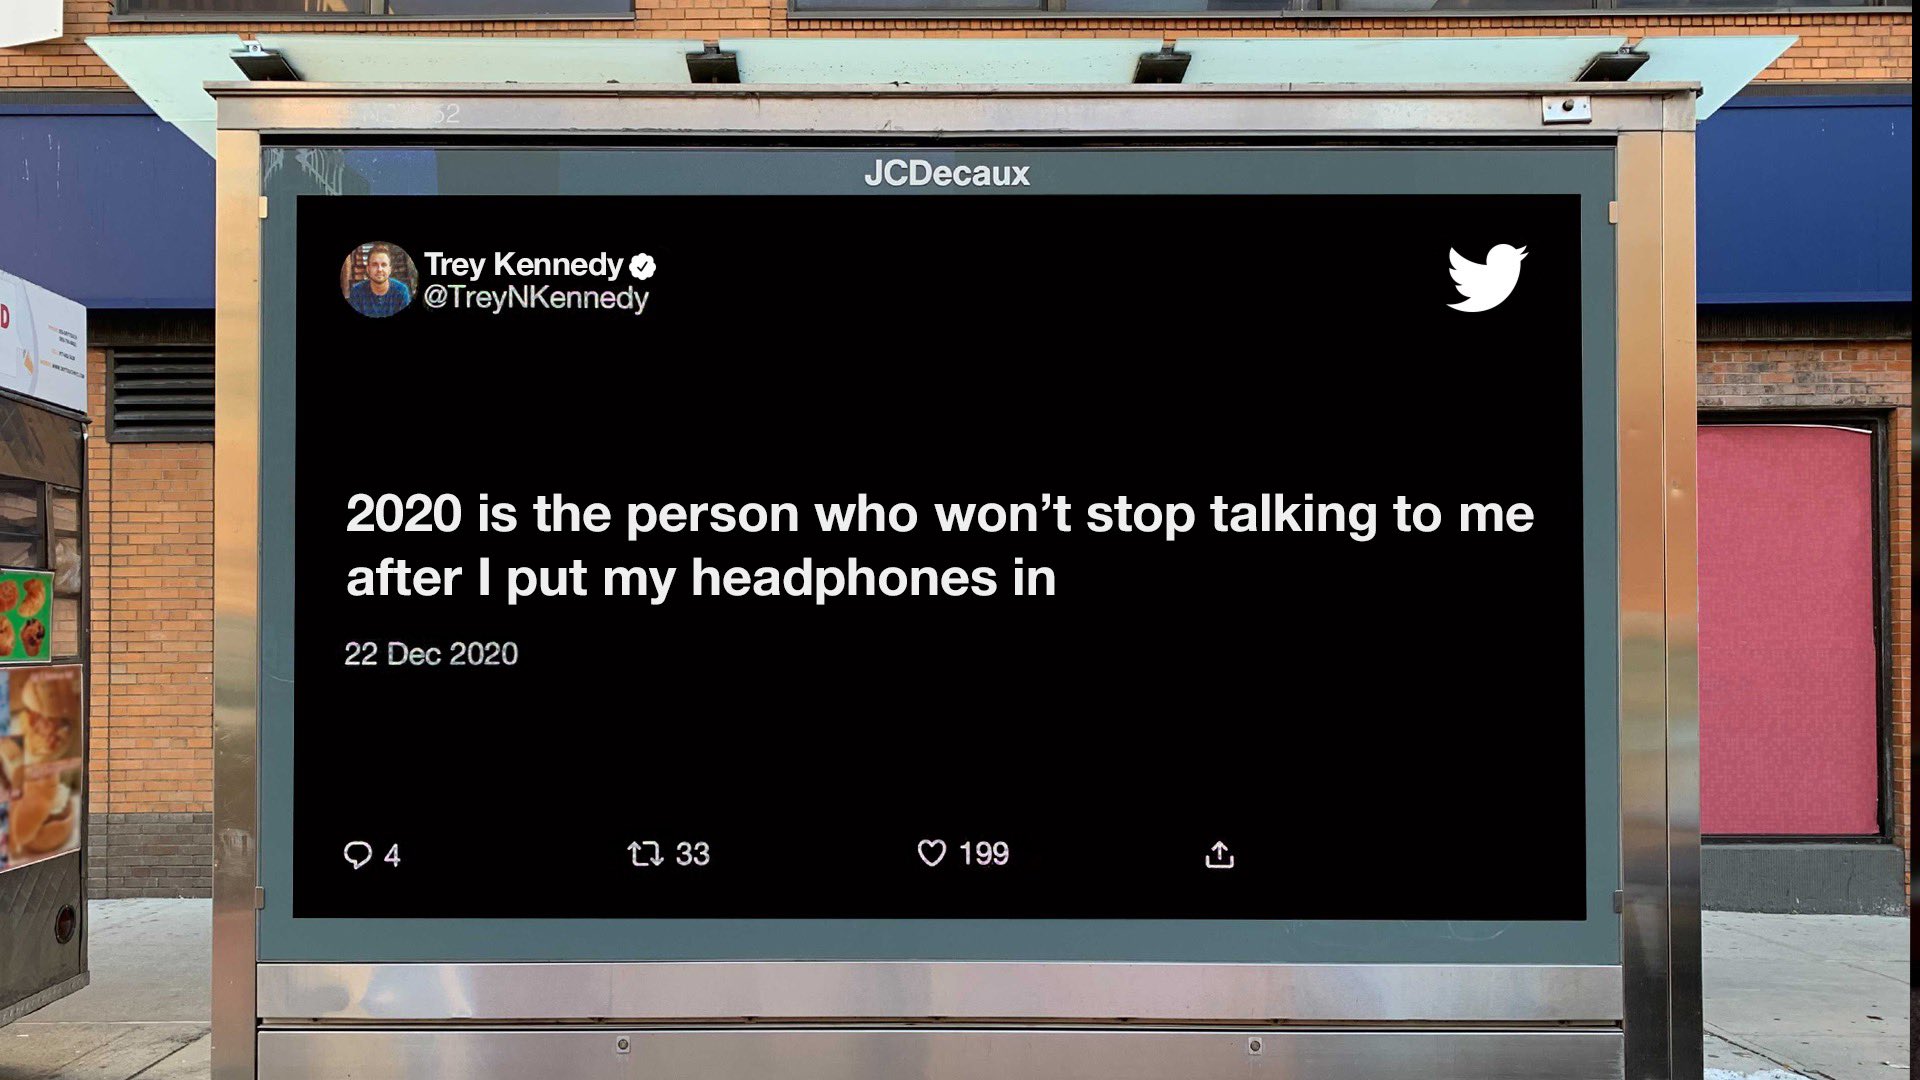 JCDecaux
Trey Kennedy
@TreyNKennedy
2020 is the person who won’t stop talking to me
after I put my headphones in
22 Dec 2020
4
33
199